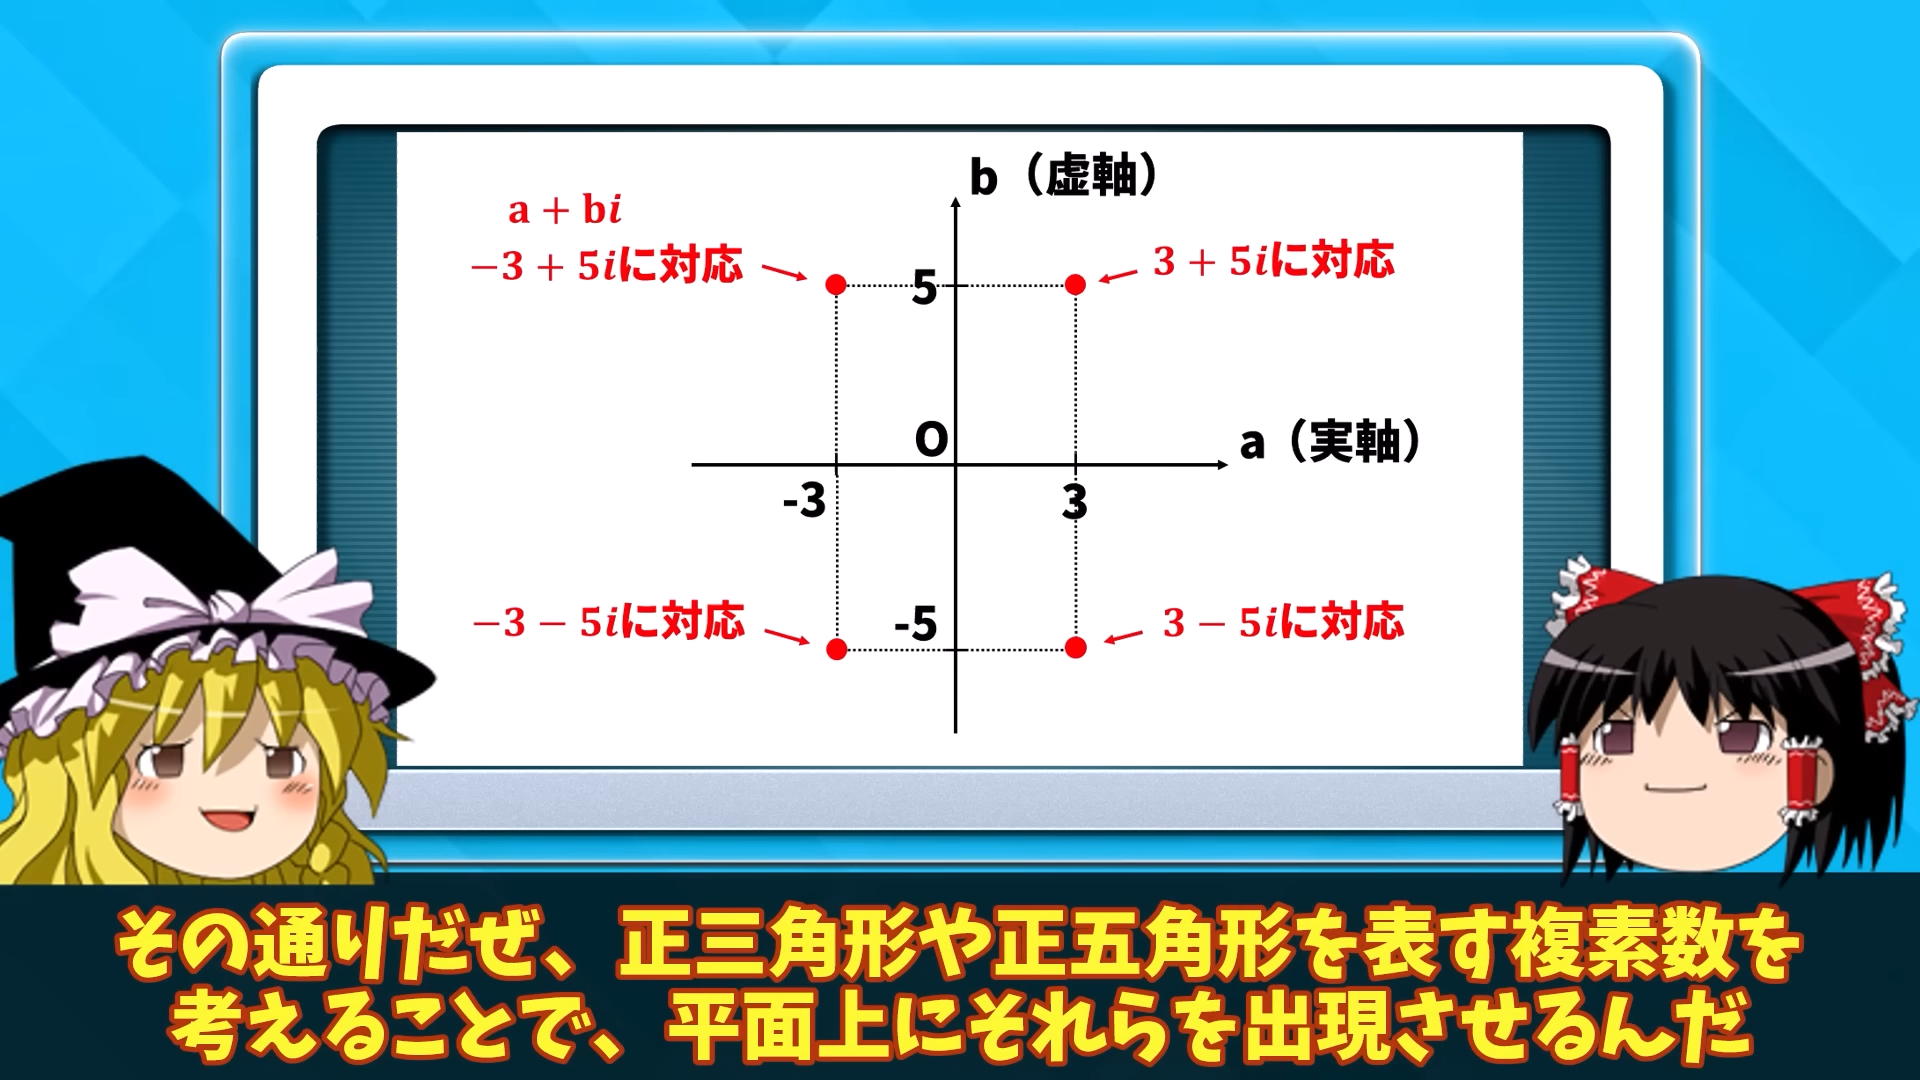 b（虚軸）
a + bi
−3 + 5iに対応
3 + 5iに対応
5
O
a（実軸）
-3
3
−3 − 5iに対応
-5
3 − 5iに対応
その通りだぜ、正三角形や正五角形を表す複素数を
考えることで、平面上にそれらを出現させるんだ